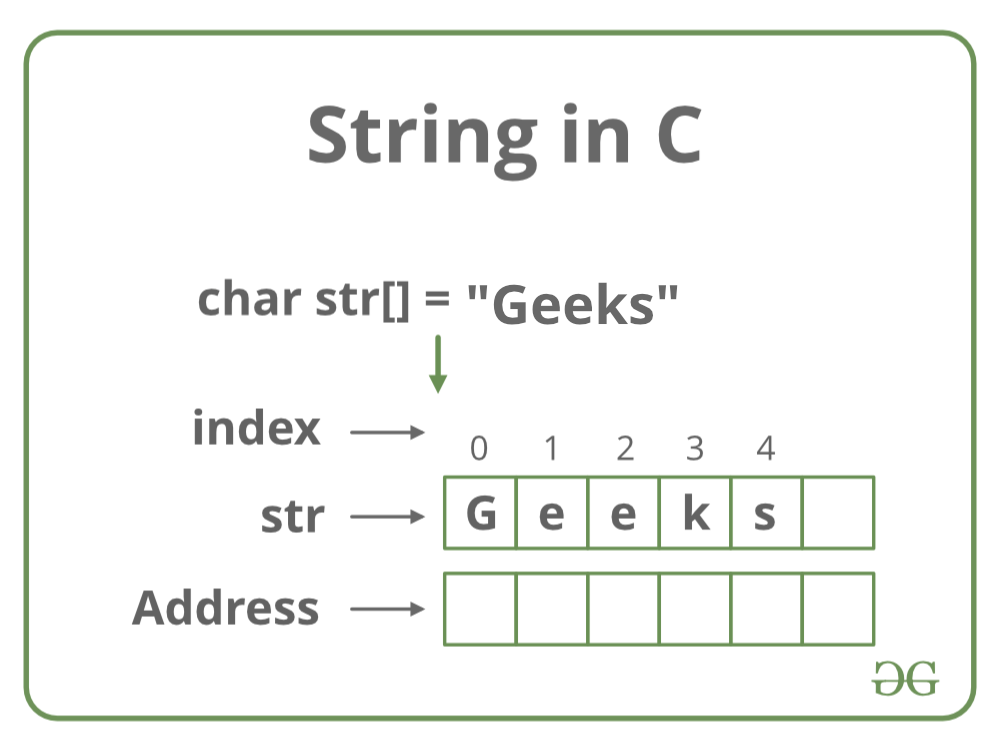 String in C
char str[] = "Geeks"
index
0 1 2 3 4
str
G e e k s
Address
GG